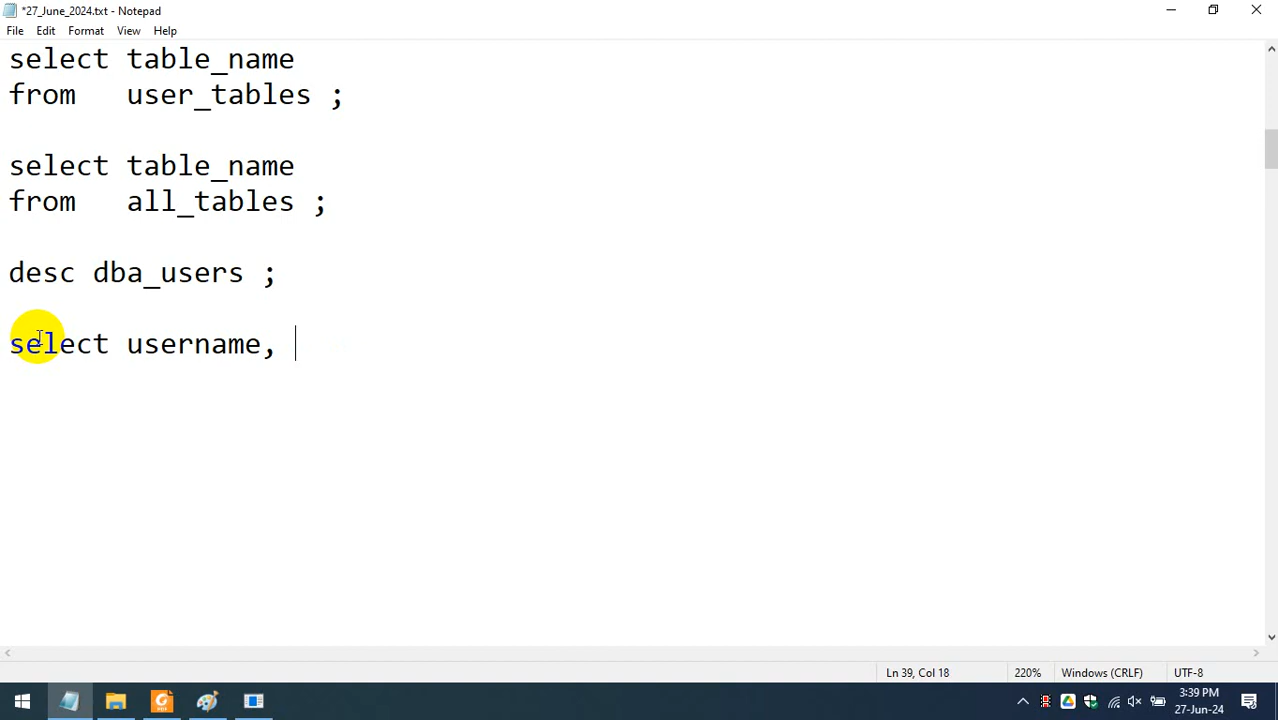 *27_June_2024.txt - Notepad
File Edit Format View Help
select table_name
from   user_tables ;
select table_name
from   all_tables ;
desc dba_users ;
select username,
Ln 39, Col 18 220% Windows (CRLF) UTF-8
PDF
3:39 PM
27-Jun-24